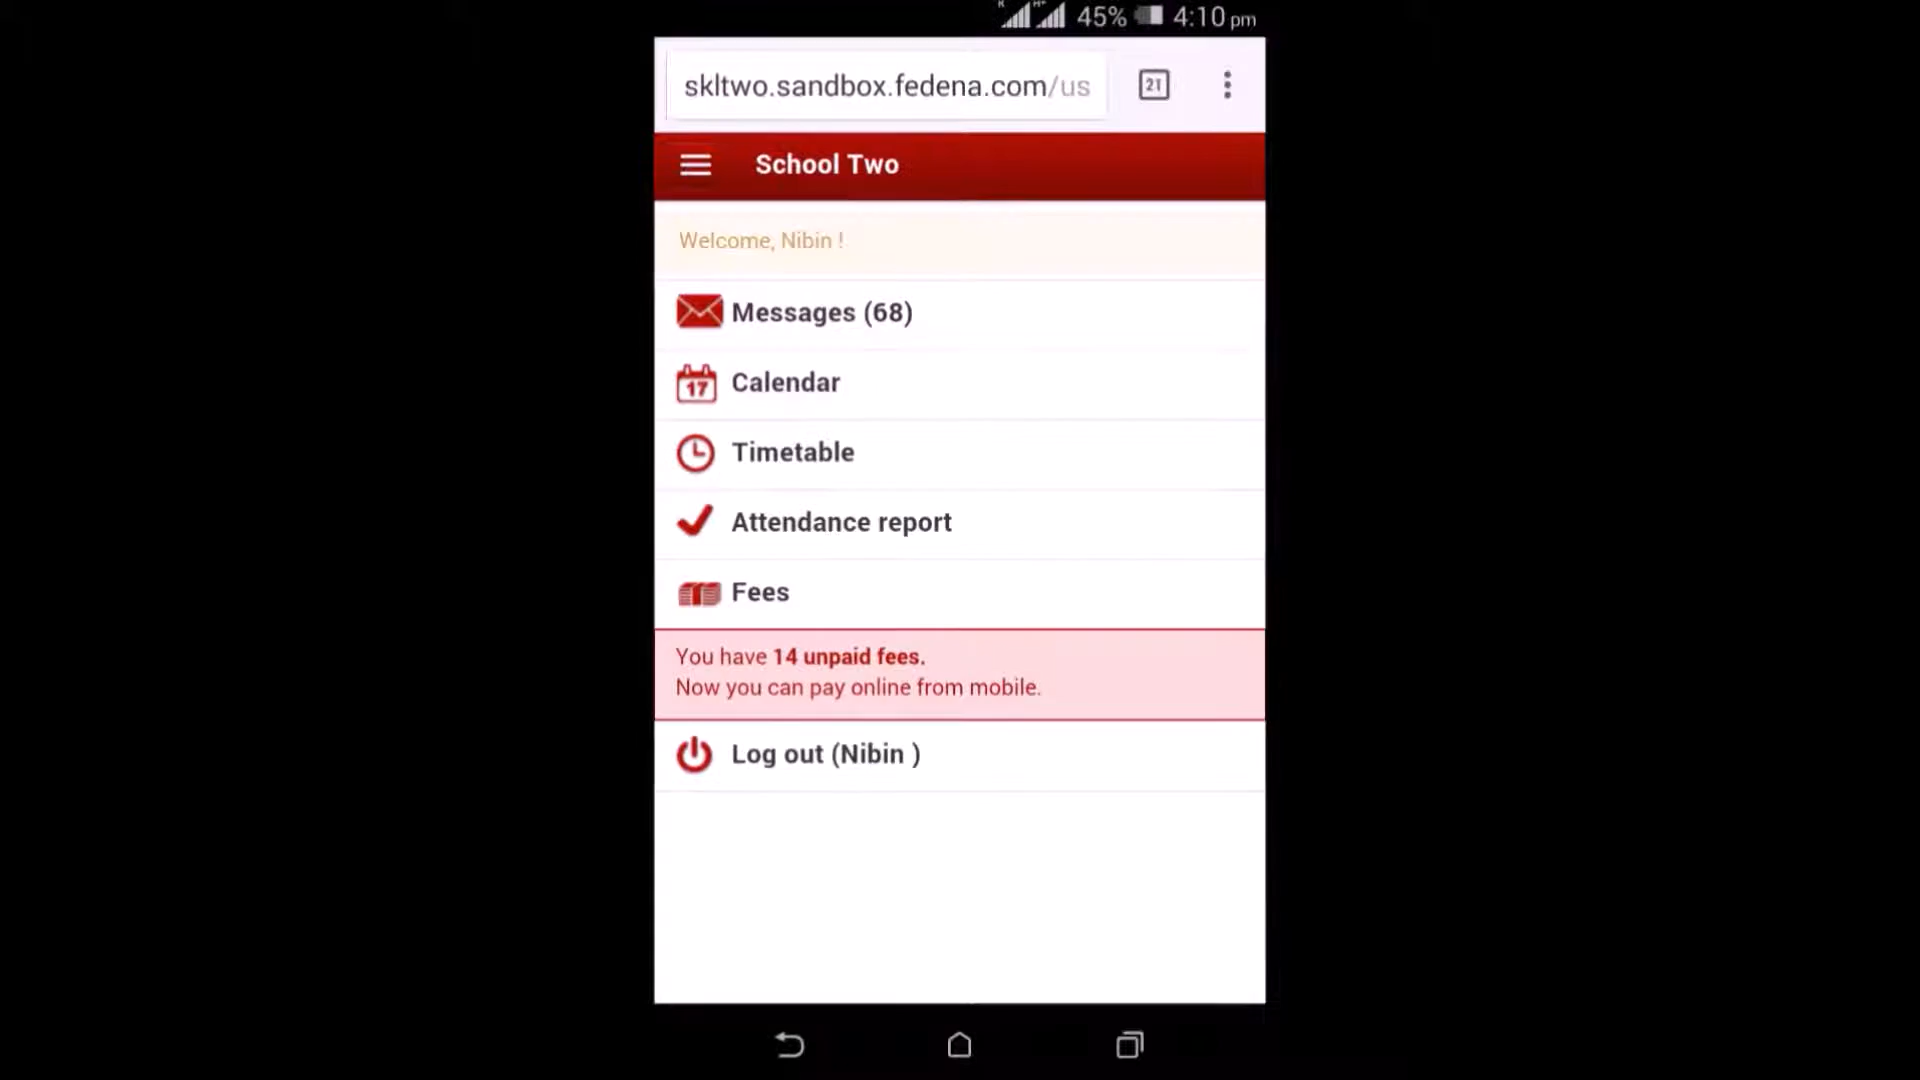 45% 4:10 pm
skltwo.sandbox.fedena.com/us
21
School Two
Welcome, Nibin !
Messages (68)
17
Calendar
Timetable
Attendance report
Fees
You have 14 unpaid fees.
Now you can pay online from mobile.
Log out (Nibin )